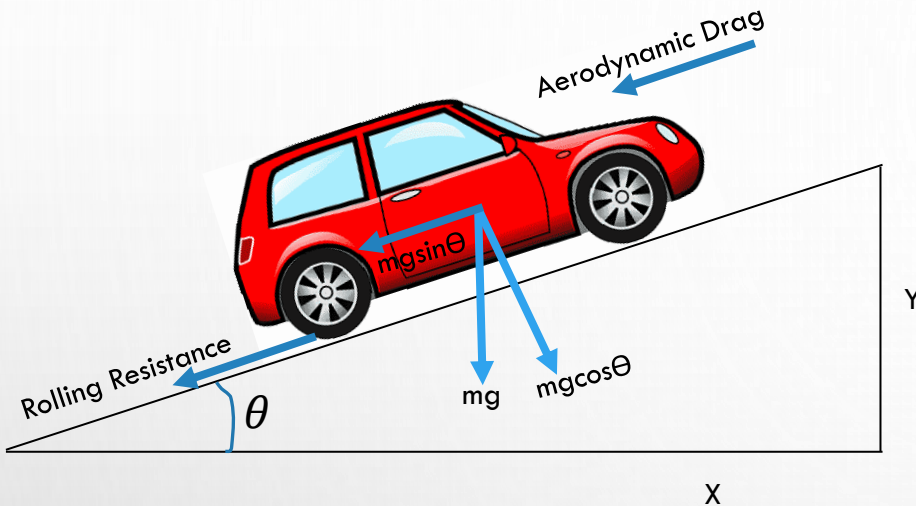 Aerodynamic Drag
mgsinθ
Y
Rolling Resistance
θ
mg
mgcosθ
X